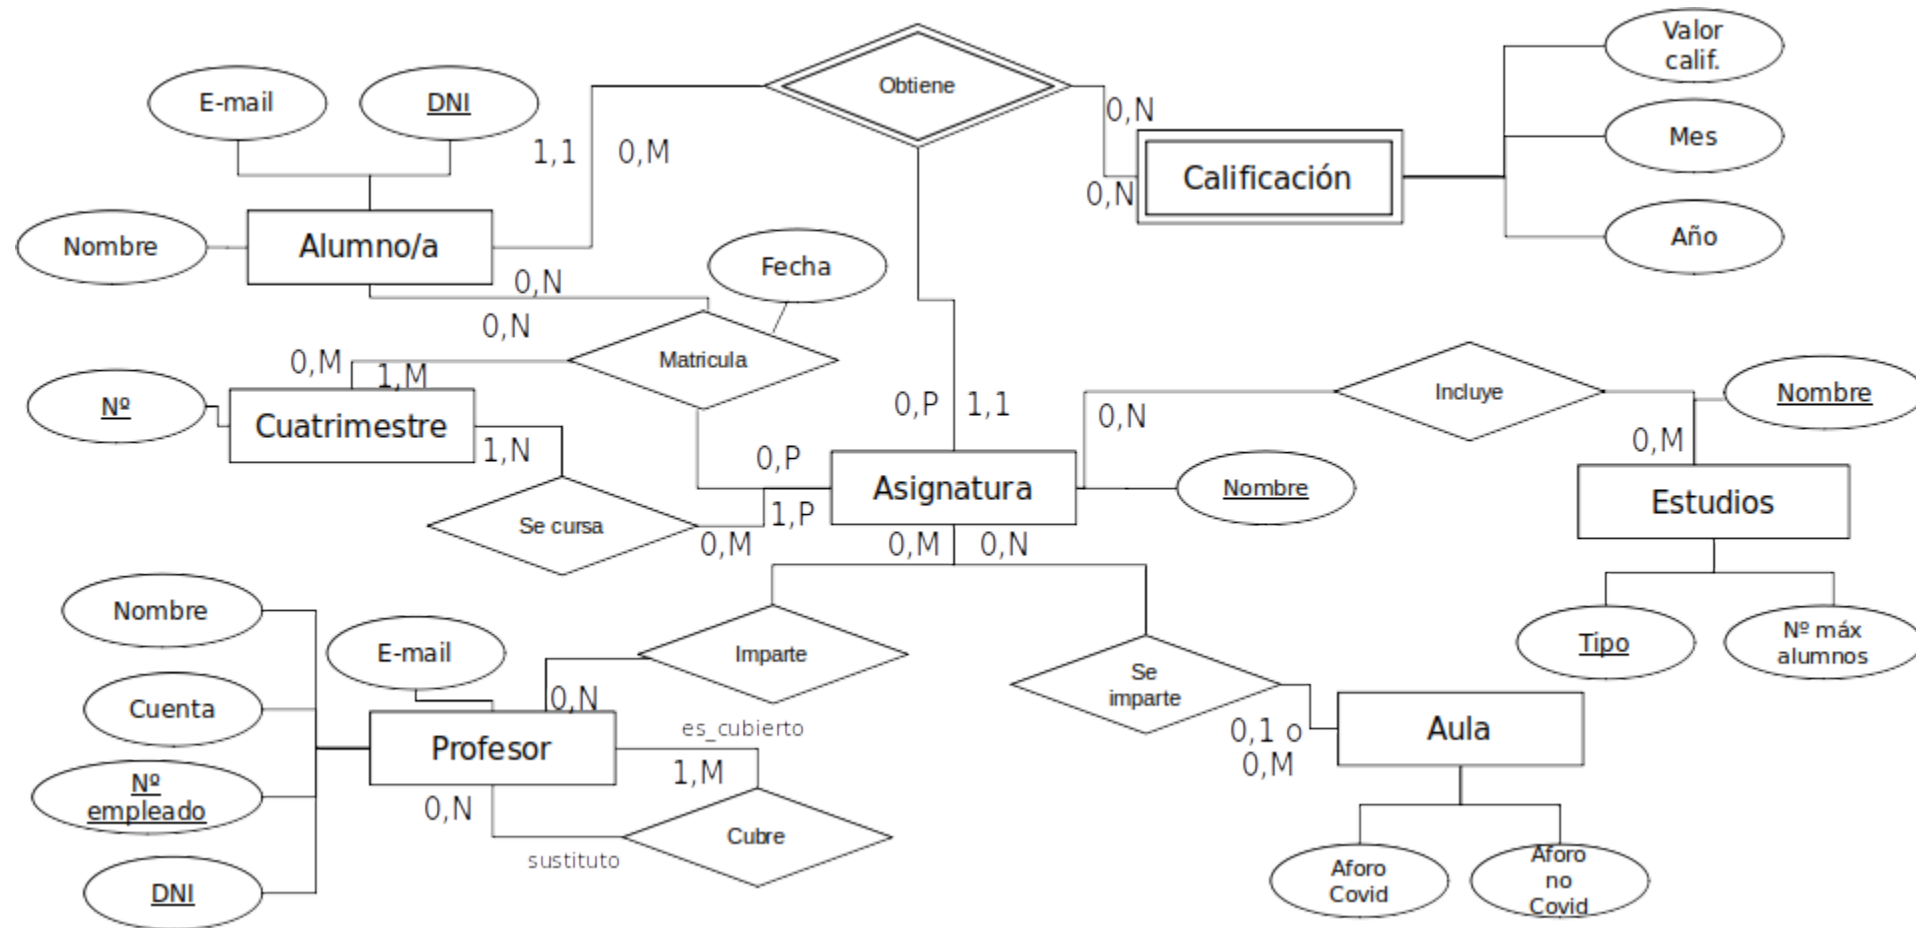 Valor
calif.
Obtiene
E-mail
DNI
0,N
Mes
1,1
0,M
Calificación
0,N
Nombre
Alumno/a
Año
Fecha
0,N
0,N
Matricula
0,M
1,M
Nº
Cuatrimestre
0,P
1,1
0,N
Incluye
Nombre
0,M
1,N
0,P
Asignatura
Nombre
Estudios
Se cursa
0,M
1,P
0,M
0,N
Nombre
E-mail
Imparte
Tipo
Nº máx
alumnos
Se
imparte
Cuenta
0,N
es_cubierto
Profesor
1,M
0,1 o
0,M
Aula
Nº
empleado
0,N
Cubre
sustituto
DNI
Aforo
Covid
Aforo
no
Covid